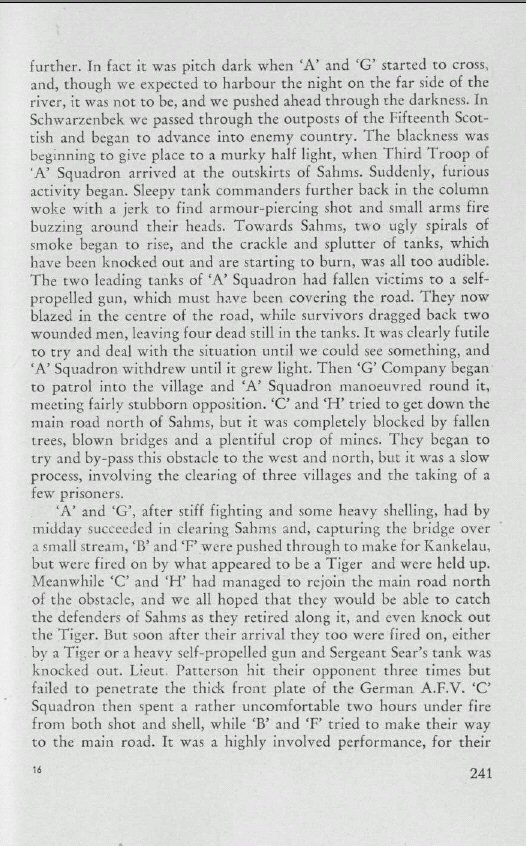 further. In fact it was pitch dark when ‘A’ and ‘G’ started to cross,
and, though we expected to harbour the night on the far side of the
river, it was not to be, and we pushed ahead through the darkness. In
Schwarzenbek we passed through the outposts of the Fifteenth Scot-
tish and began to advance into enemy country. The blackness was
beginning to give place to a murky half light, when Third Troop of
‘A’ Squadron arrived at the outskirts of Sahms. Suddenly, furious
activity began. Sleepy tank commanders further back in the column
woke with a jerk to find armour-piercing shot and small arms fire
buzzing around their heads. Towards Sahms, two ugly spirals of
smoke began to rise, and the crackle and splutter of tanks, which
have been knocked out and are starting to burn, was all too audible.
The two leading tanks of ‘A’ Squadron had fallen victims to a self-
propelled gun, which must have been covering the road. They now
blazed in the centre of the road, while survivors dragged back two
wounded men, leaving four dead still in the tanks. It was clearly futile
to try and deal with the situation until we could see something, and
‘A’ Squadron withdrew until it grew light. Then ‘G’ Company began
to patrol into the village and ‘A’ Squadron manoeuvred round it,
meeting fairly stubborn opposition. ‘C’ and ‘H’ tried to get down the
main road north of Sahms, but it was completely blocked by fallen
trees, blown bridges and a plentiful crop of mines. They began to
try and by-pass this obstacle to the west and north, but it was a slow
process, involving the clearing of three villages and the taking of a
few prisoners.
‘A’ and ‘G’, after stiff fighting and some heavy shelling, had by
midday succeeded in clearing Sahms and, capturing the bridge over
a small stream, ‘B’ and ‘F’ were pushed through to make for Kankelau,
but were fired on by what appeared to be a Tiger and were held up.
Meanwhile ‘C’ and ‘H’ had managed to rejoin the main road north
of the obstacle, and we all hoped that they would be able to catch
the defenders of Sahms as they retired along it, and even knock out
the Tiger. But soon after their arrival they too were fired on, either
by a Tiger or a heavy self-propelled gun and Sergeant Sear’s tank was
knocked out. Lieut. Patterson hit their opponent three times but
failed to penetrate the thick front plate of the German A.F.V. ‘C’
Squadron then spent a rather uncomfortable two hours under fire
from both shot and shell, while ‘B’ and ‘F’ tried to make their way
to the main road. It was a highly involved performance, for their
16
241